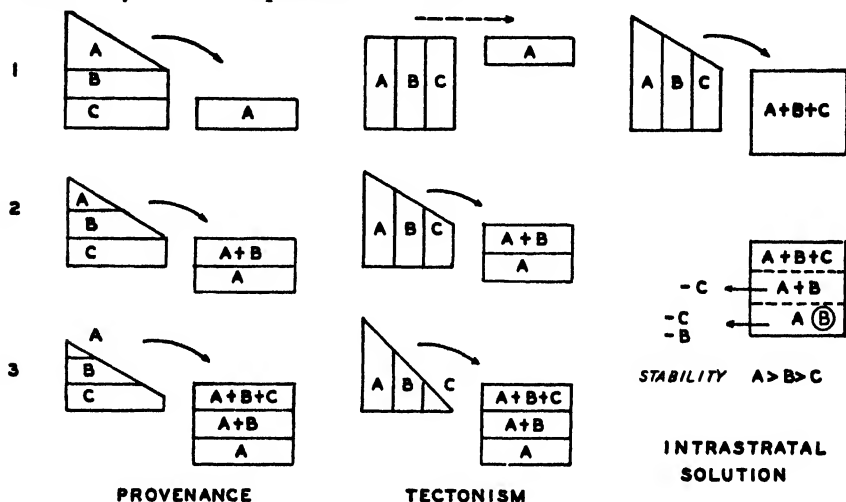 1
A
B
C
A
A B C
A
A B C
A+B+C
2
A
B
C
A+B
A
A B C
A+B
A
A+B+C
-C
A+B
-C
-B
A B
STABILITY A>B>C
3
A
B
C
A+B+C
A+B
A
A B C
A+B+C
A+B
A
PROVENANCE
TECTONISM
INTRASTRATAL
SOLUTION